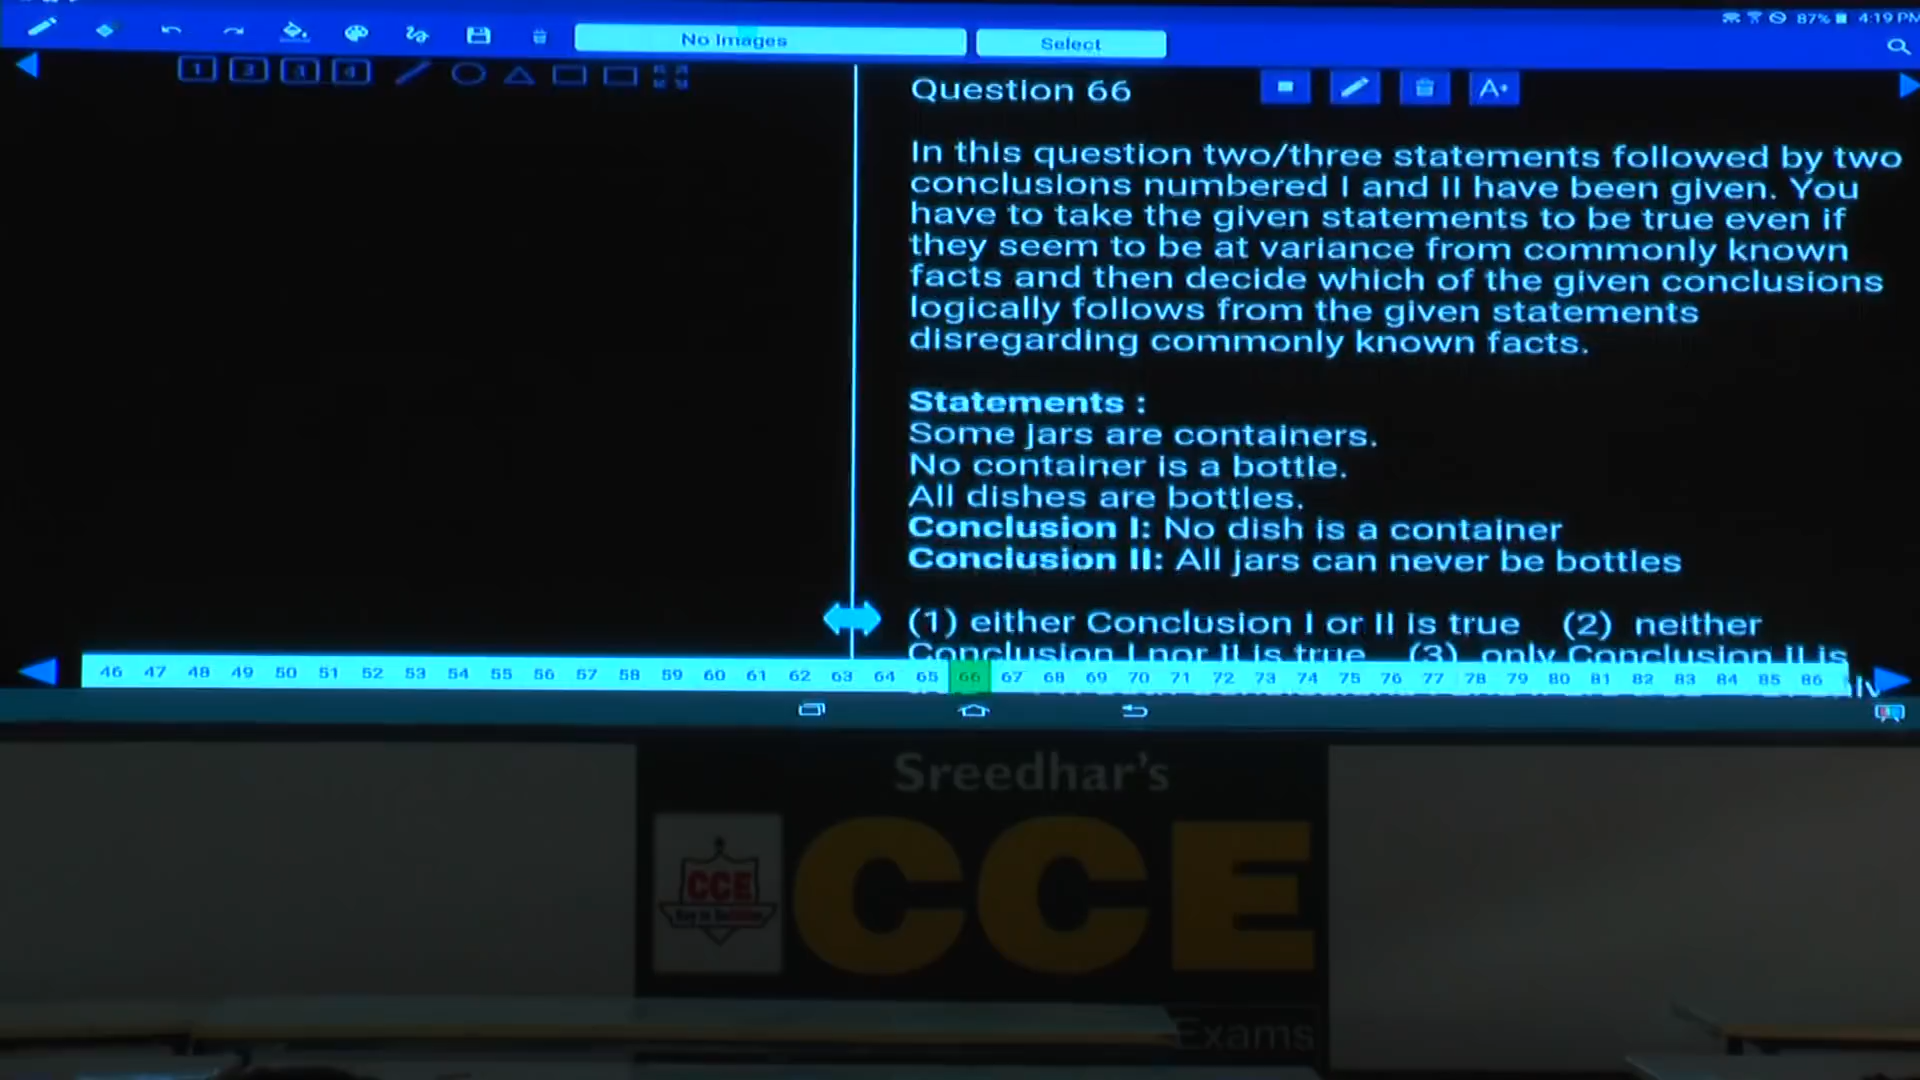 87% 4:19 PM
No Images
Select
Question 66
A+
In this question two/three statements followed by two
conclusions numbered I and II have been given. You
have to take the given statements to be true even if
they seem to be at variance from commonly known
facts and then decide which of the given conclusions
logically follows from the given statements
disregarding commonly known facts.
Statements :
Some jars are containers.
No container is a bottle.
All dishes are bottles.
Conclusion I: No dish is a container
Conclusion II: All jars can never be bottles
(1) either Conclusion I or II is true (2) neither
Conclusion I nor II is true (3) only Conclusion II is
46 47 48 49 50 51 52 53 54 55 56 57 58 59 60 61 62 63 64 65 66 67 68 69 70 71 72 73 74 75 76 77 78 79 80 81 82 83 84 85 86
Sreedhar's
CCE
CCE
Exams